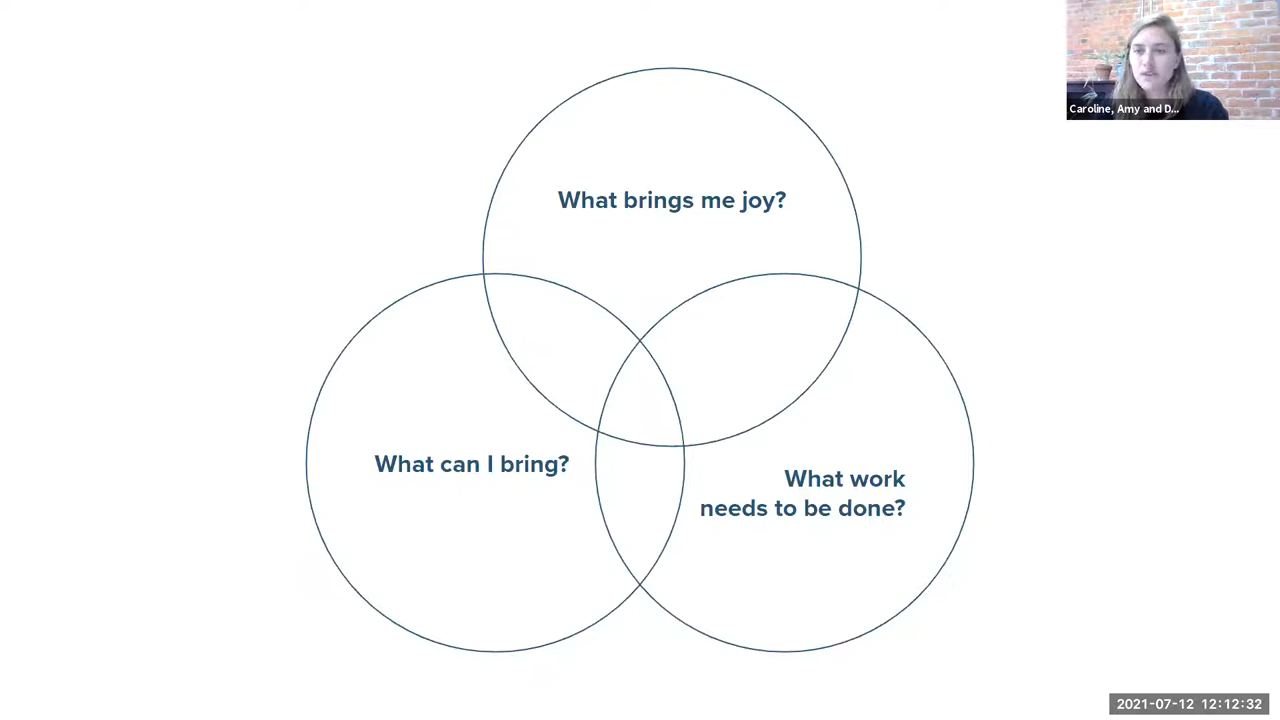 Caroline, Amy and D...
What brings me joy?
What can I bring?
What work
needs to be done?
2021-07-12 12:12:32